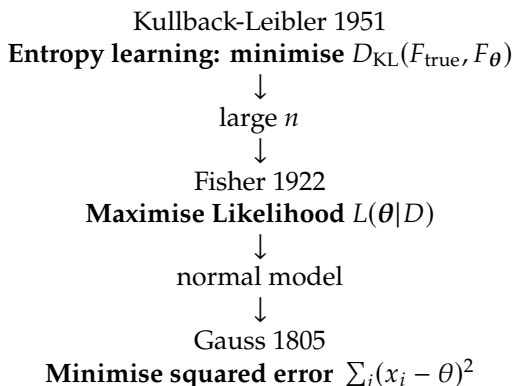 Kullback-Leibler 1951
Entropy learning: minimise D_KL(F_true, F_θ)
↓
large n
↓
Fisher 1922
Maximise Likelihood L(θ|D)
↓
normal model
↓
Gauss 1805
Minimise squared error ∑_i(x_i − θ)²